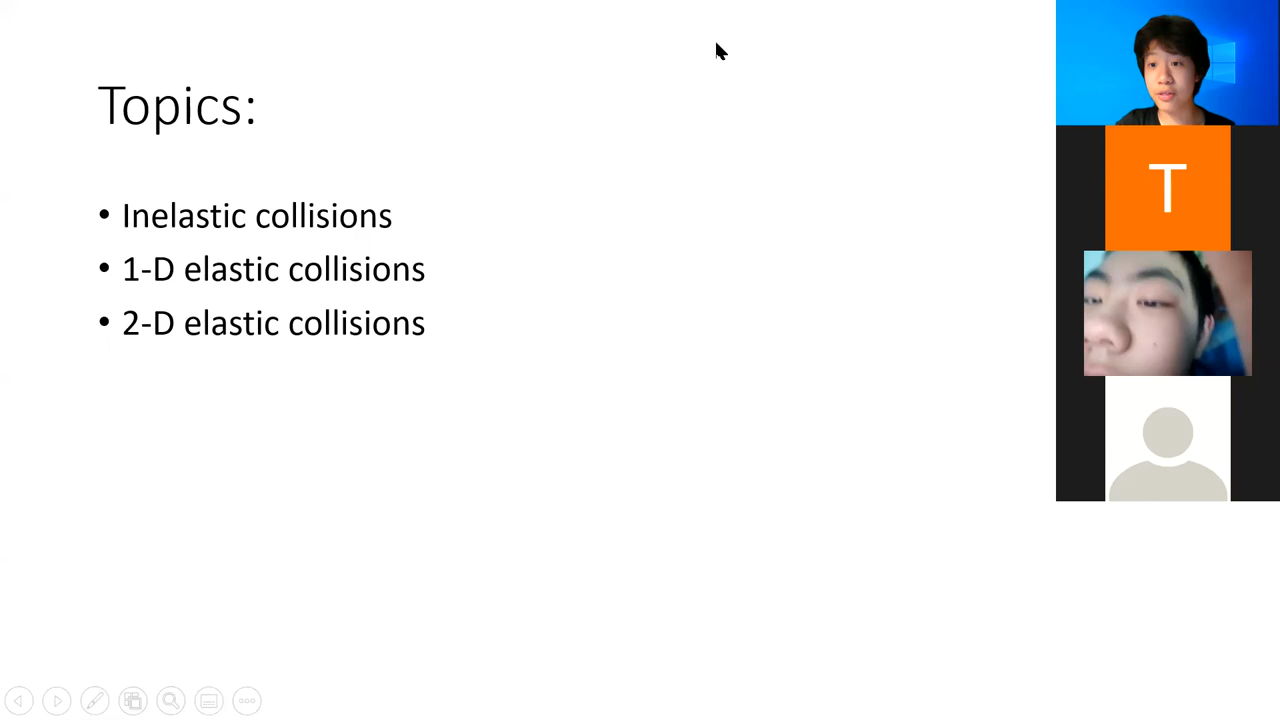 Topics:
• Inelastic collisions
• 1-D elastic collisions
• 2-D elastic collisions
T